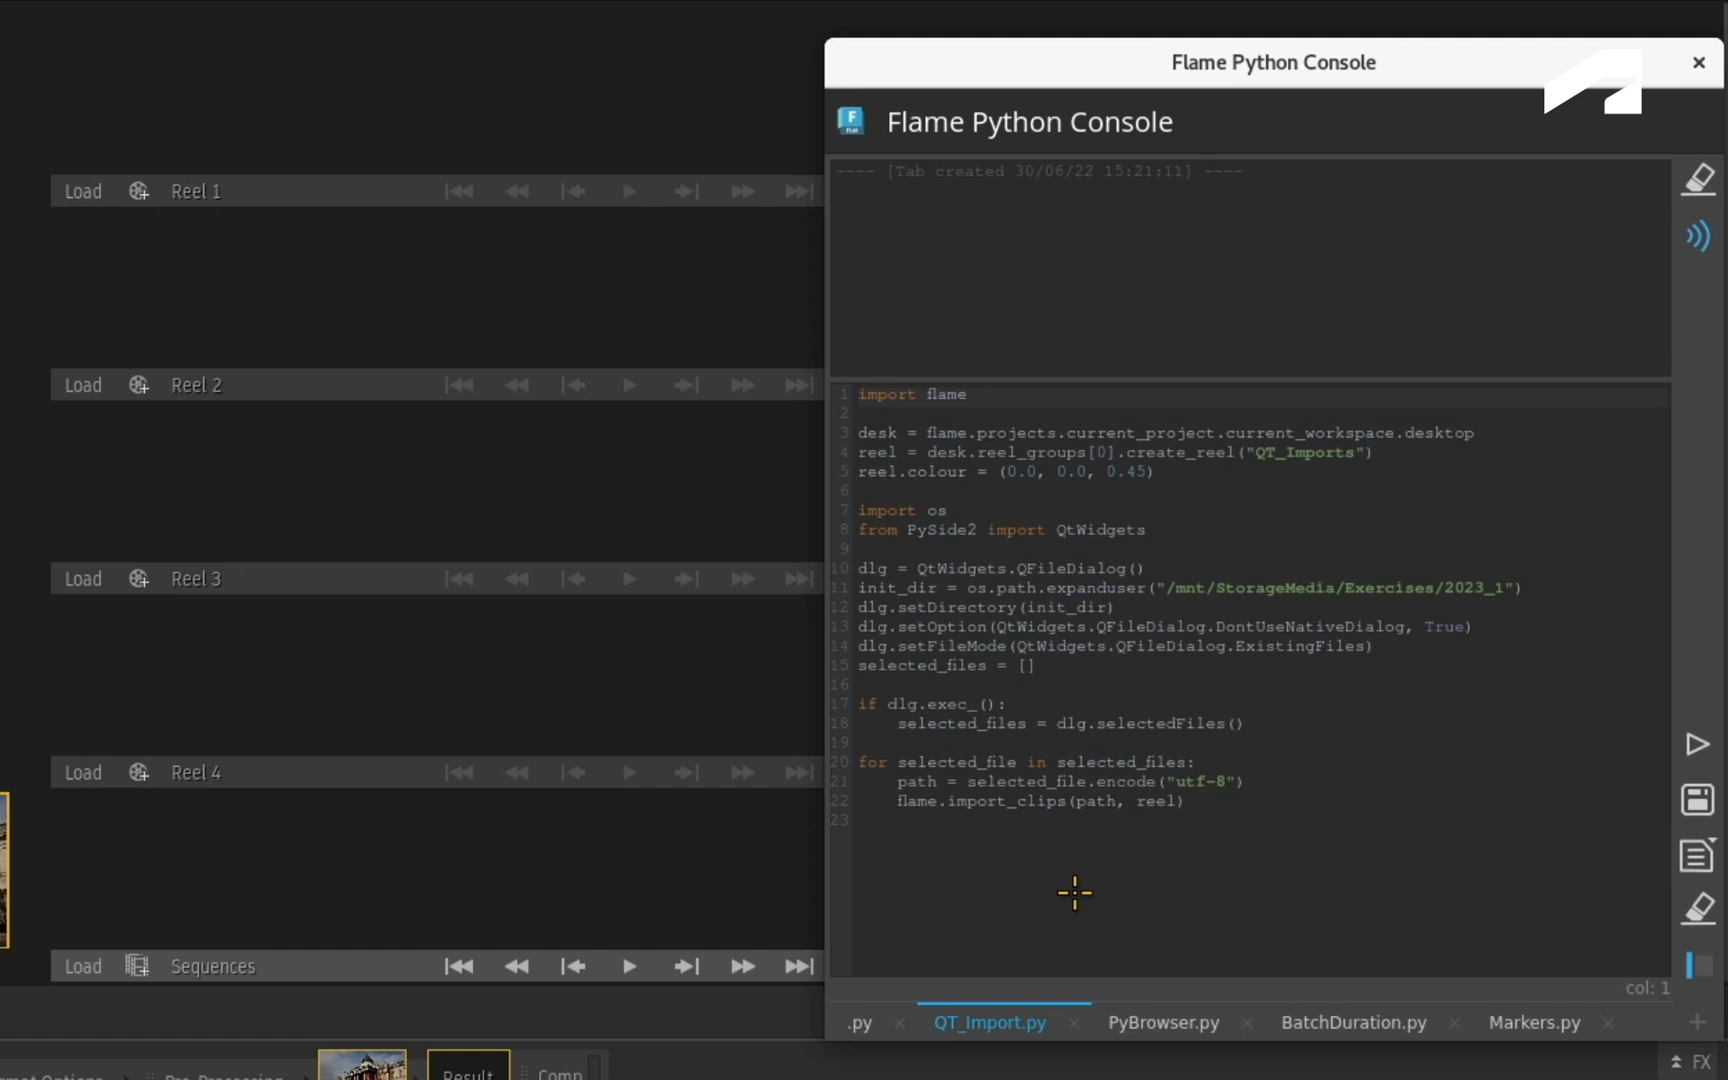 Flame Python Console
Flame Python Console
---- [Tab created 30/06/22 15:21:11] ----
Load Reel 1
Load Reel 2
Load Reel 3
Load Reel 4
Load Sequences
1 import flame
2
3 desk = flame.projects.current_project.current_workspace.desktop
4 reel = desk.reel_groups[0].create_reel("QT_Imports")
5 reel.colour = (0.0, 0.0, 0.45)
6
7 import os
8 from PySide2 import QtWidgets
9
10 dlg = QtWidgets.QFileDialog()
11 init_dir = os.path.expanduser("/mnt/StorageMedia/Exercises/2023_1")
12 dlg.setDirectory(init_dir)
13 dlg.setOption(QtWidgets.QFileDialog.DontUseNativeDialog, True)
14 dlg.setFileMode(QtWidgets.QFileDialog.ExistingFiles)
15 selected_files = []
16
17 if dlg.exec_():
18     selected_files = dlg.selectedFiles()
19
20 for selected_file in selected_files:
21     path = selected_file.encode("utf-8")
22     flame.import_clips(path, reel)
23
col: 1
.py QT_Import.py PyBrowser.py BatchDuration.py Markers.py
Result Comp
FX